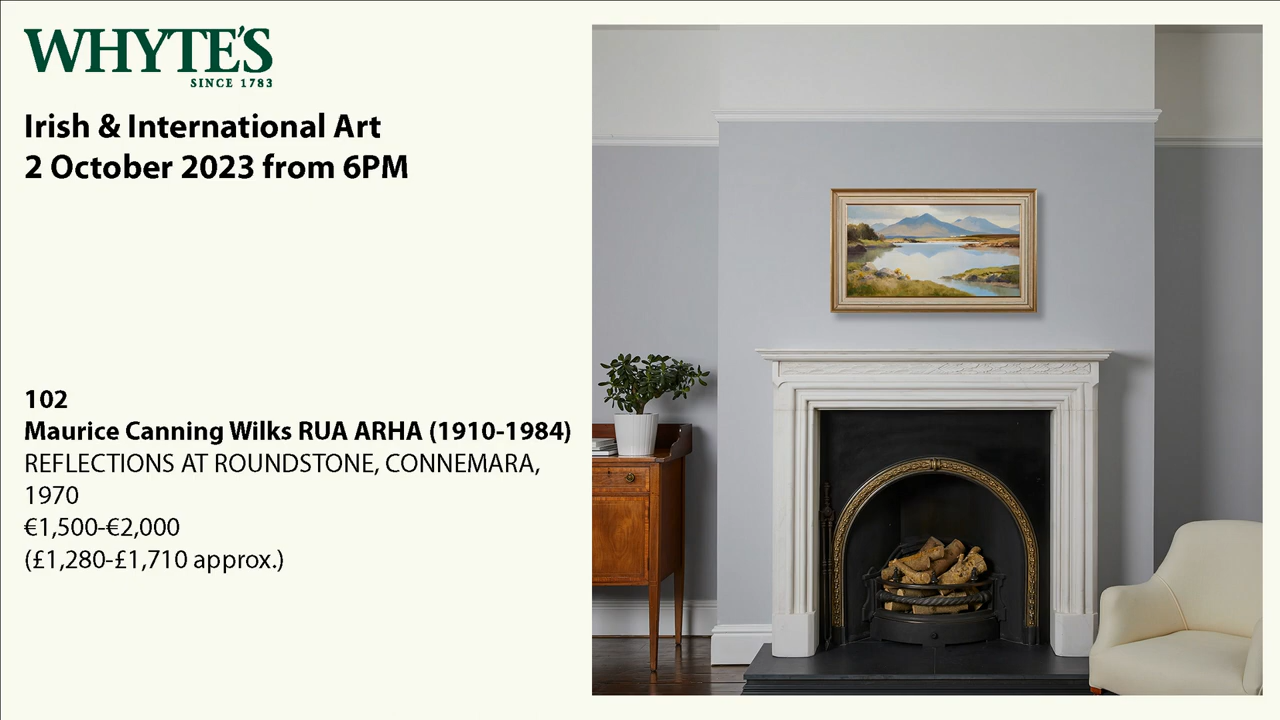 WHYTE'S
SINCE 1783
Irish & International Art
2 October 2023 from 6PM
102
Maurice Canning Wilks RUA ARHA (1910-1984)
REFLECTIONS AT ROUNDSTONE, CONNEMARA,
1970
€1,500-€2,000
(£1,280-£1,710 approx.)